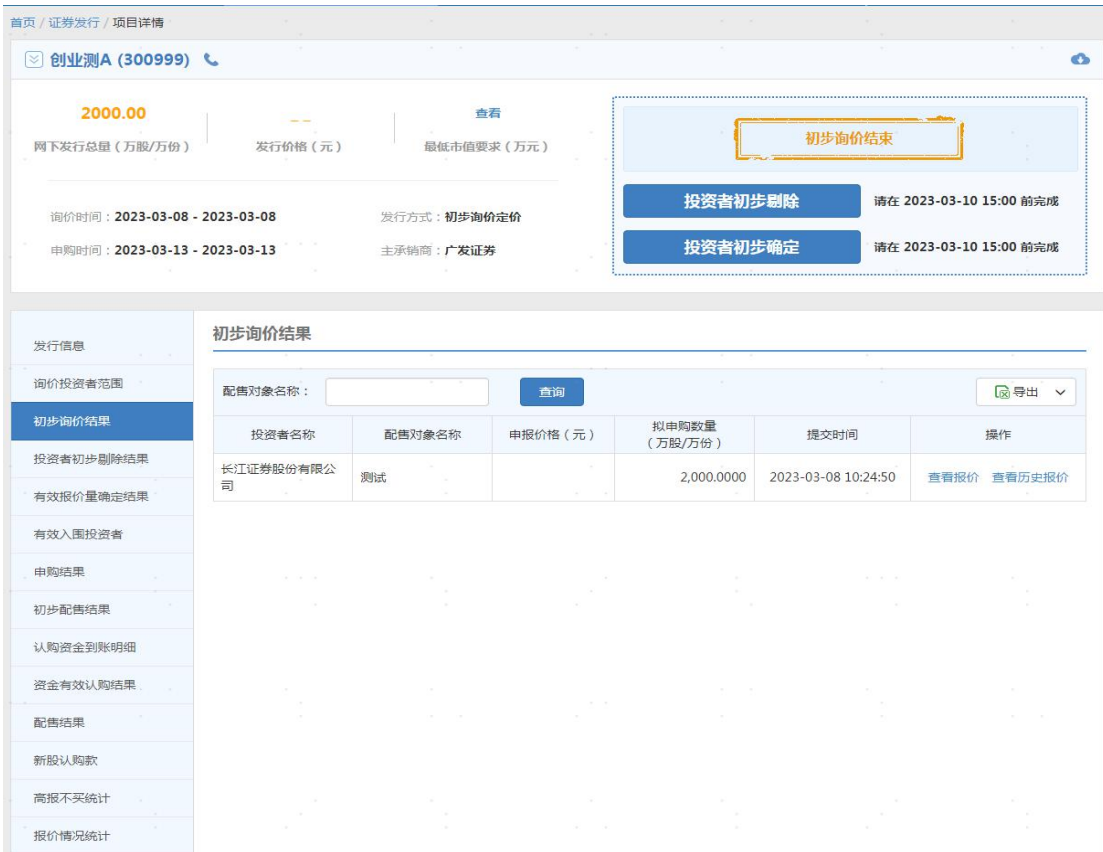 首页 / 证券发行 / 项目详情
创业测A (300999)
2000.00
网下发行总量（万股/万份）
--
发行价格（元）
查看
最低市值要求（万元）
询价时间：2023-03-08 - 2023-03-08
发行方式：初步询价定价
申购时间：2023-03-13 - 2023-03-13
主承销商：广发证券
初步询价结束
投资者初步剔除
请在 2023-03-10 15:00 前完成
投资者初步确定
请在 2023-03-10 15:00 前完成
发行信息
询价投资者范围
初步询价结果
投资者初步剔除结果
有效报价量确定结果
有效入围投资者
申购结果
初步配售结果
认购资金到账明细
资金有效认购结果
配售结果
新股认购款
高报不买统计
报价情况统计
初步询价结果
配售对象名称：
查询
导出
投资者名称 配售对象名称 申报价格（元） 拟申购数量 提交时间 操作
（万股/万份）
长江证券股份有限公 测试 2,000.0000 2023-03-08 10:24:50 查看报价 查看历史报价
司